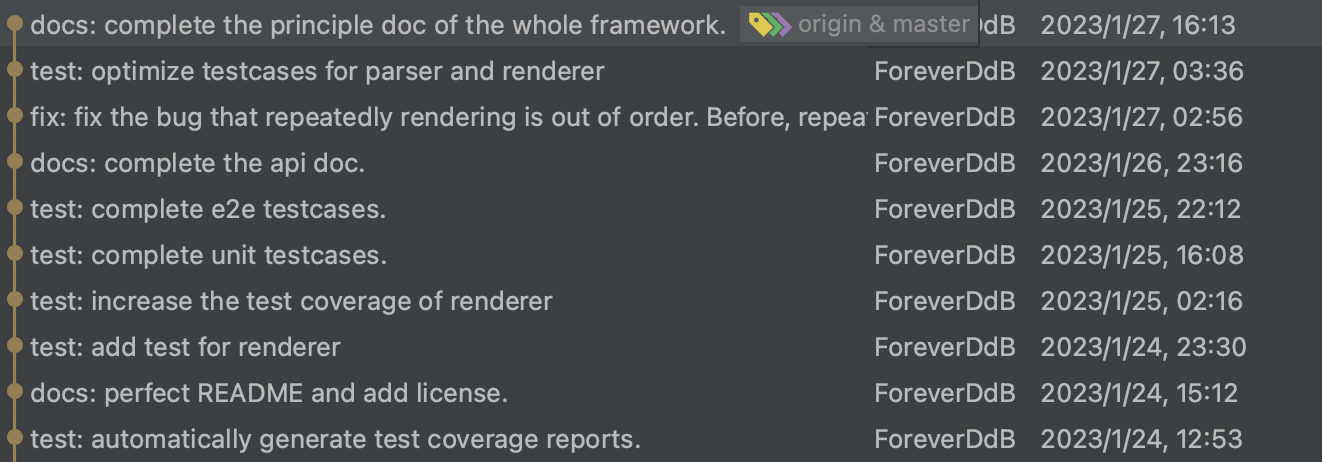 docs: complete the principle doc of the whole framework. origin & master dB 2023/1/27, 16:13
test: optimize testcases for parser and renderer ForeverDdB 2023/1/27, 03:36
fix: fix the bug that repeatedly rendering is out of order. Before, repea ForeverDdB 2023/1/27, 02:56
docs: complete the api doc. ForeverDdB 2023/1/26, 23:16
test: complete e2e testcases. ForeverDdB 2023/1/25, 22:12
test: complete unit testcases. ForeverDdB 2023/1/25, 16:08
test: increase the test coverage of renderer ForeverDdB 2023/1/25, 02:16
test: add test for renderer ForeverDdB 2023/1/24, 23:30
docs: perfect README and add license. ForeverDdB 2023/1/24, 15:12
test: automatically generate test coverage reports. ForeverDdB 2023/1/24, 12:53